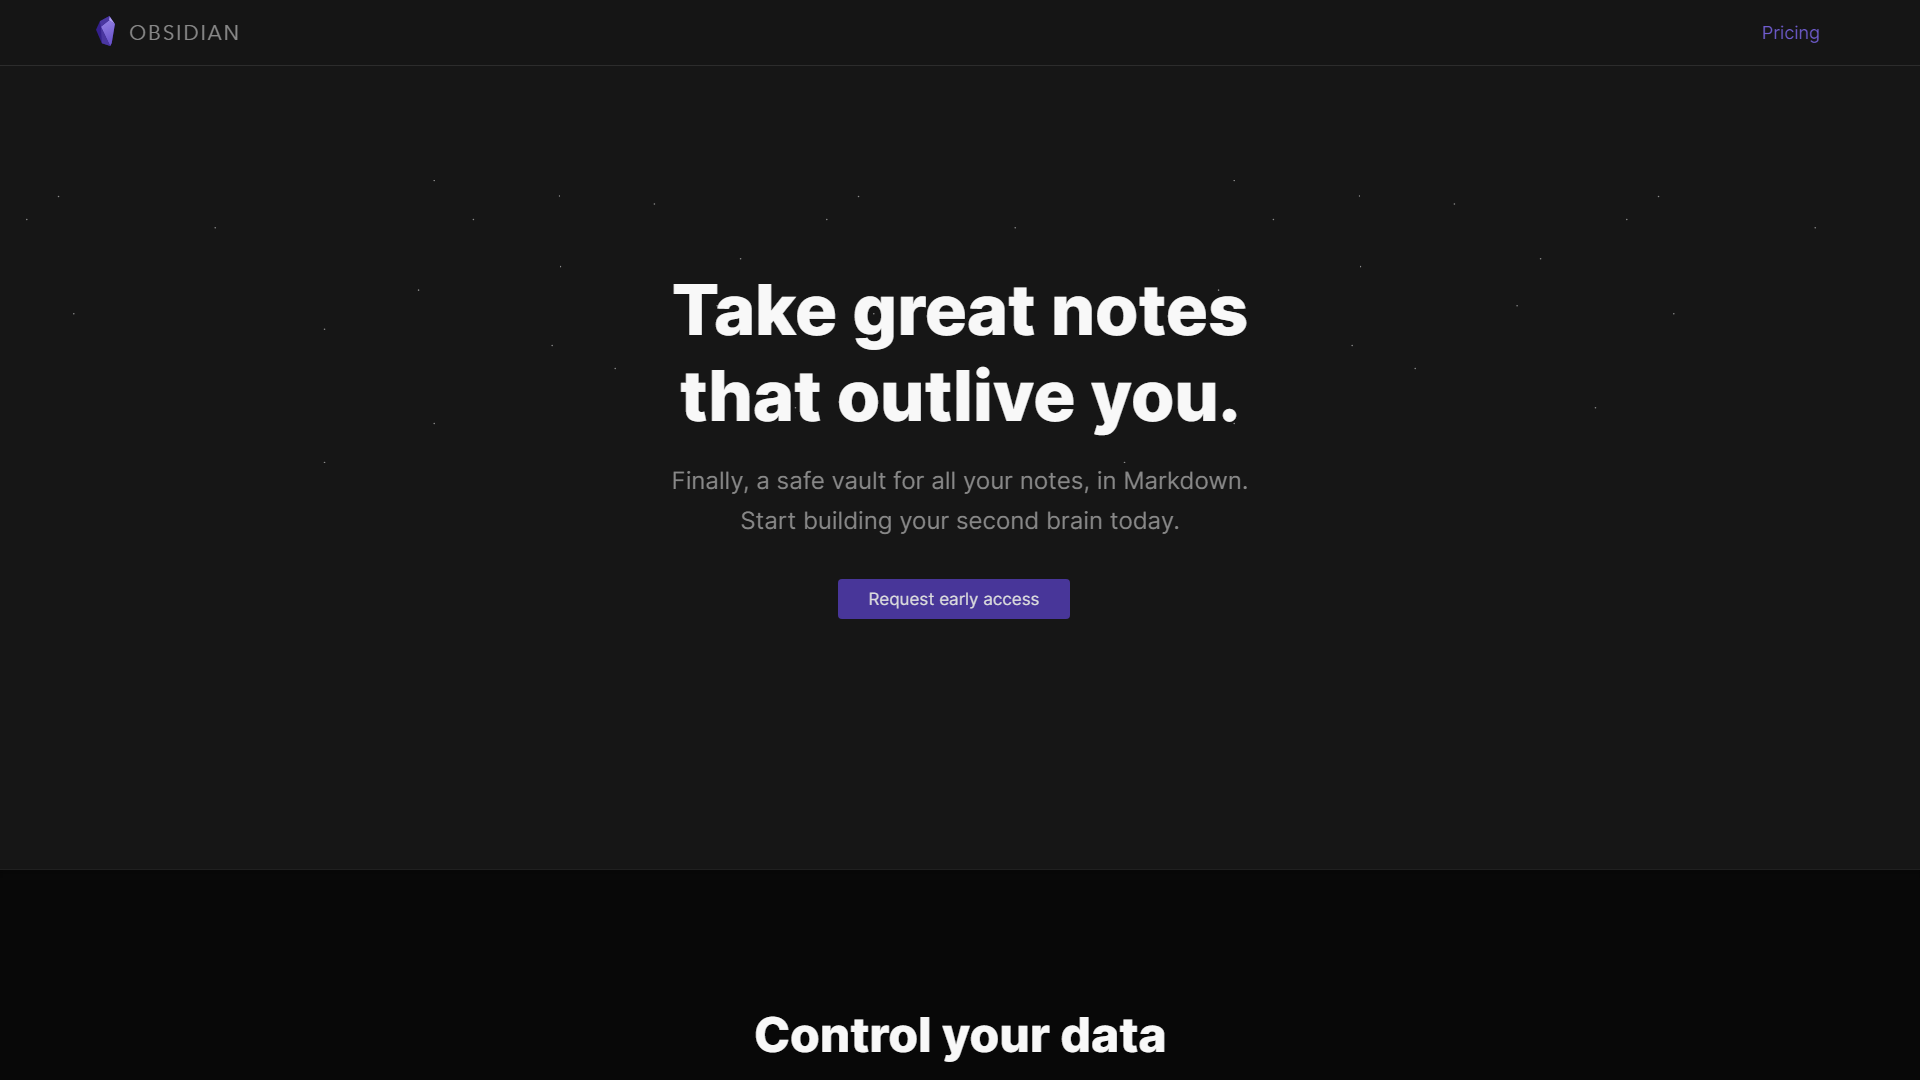 OBSIDIAN
Pricing
Take great notes
that outlive you.
Finally, a safe vault for all your notes, in Markdown.
Start building your second brain today.
Request early access
Control your data